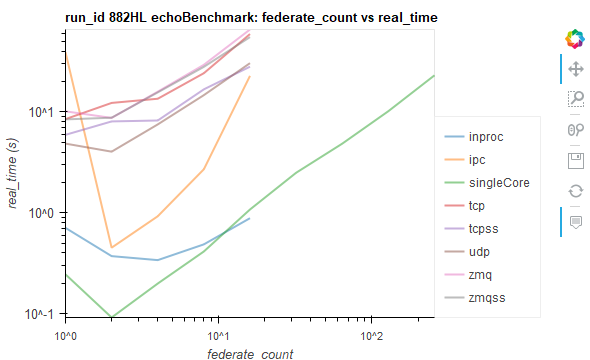 run_id 882HL echoBenchmark: federate_count vs real_time
real_time (s)
10^1
10^0
10^-1
10^0
10^1
10^2
federate_count
inproc
ipc
singleCore
tcp
tcpss
udp
zmq
zmqss